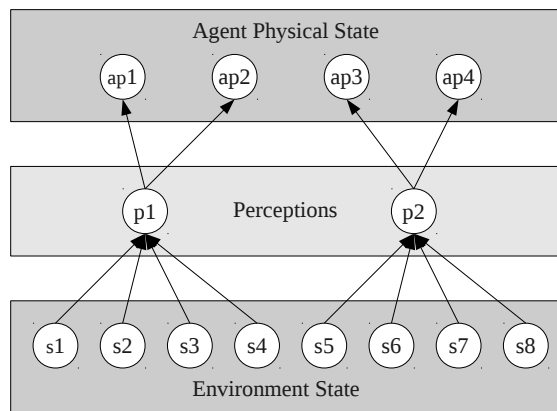 Agent Physical State
ap1 ap2 ap3 ap4
p1 Perceptions p2
s1 s2 s3 s4 s5 s6 s7 s8
Environment State